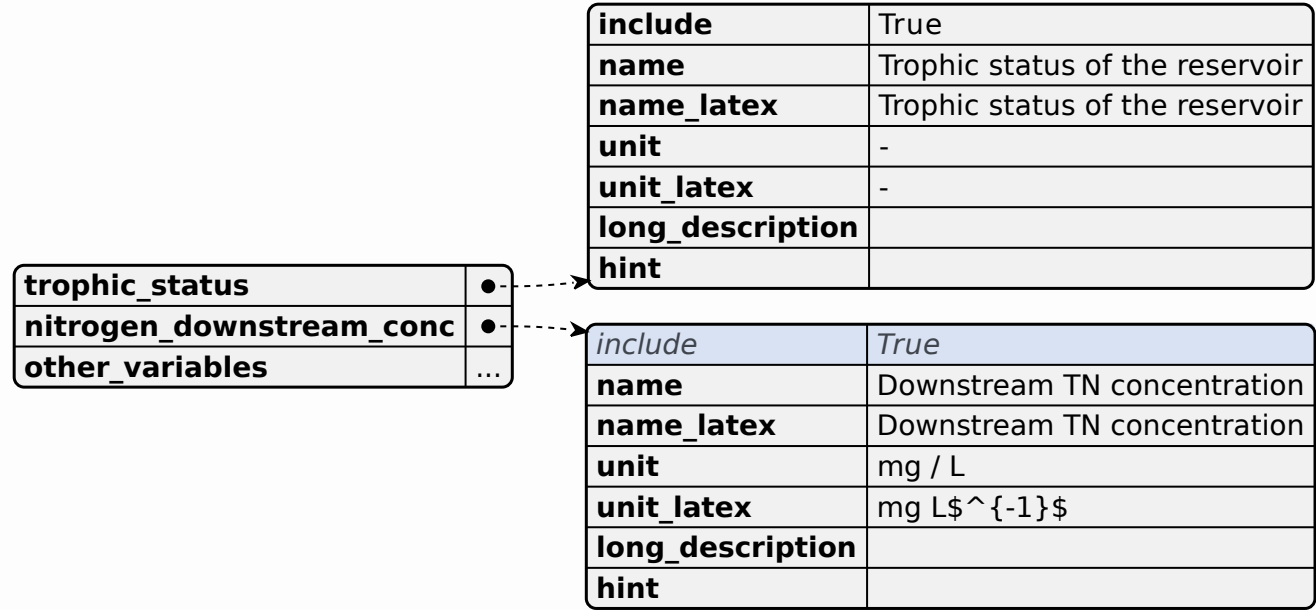 include True
name Trophic status of the reservoir
name_latex Trophic status of the reservoir
unit -
unit_latex -
long_description
hint
trophic_status
nitrogen_downstream_conc
other_variables ...
include True
name Downstream TN concentration
name_latex Downstream TN concentration
unit mg / L
unit_latex mg L$^{-1}$
long_description
hint